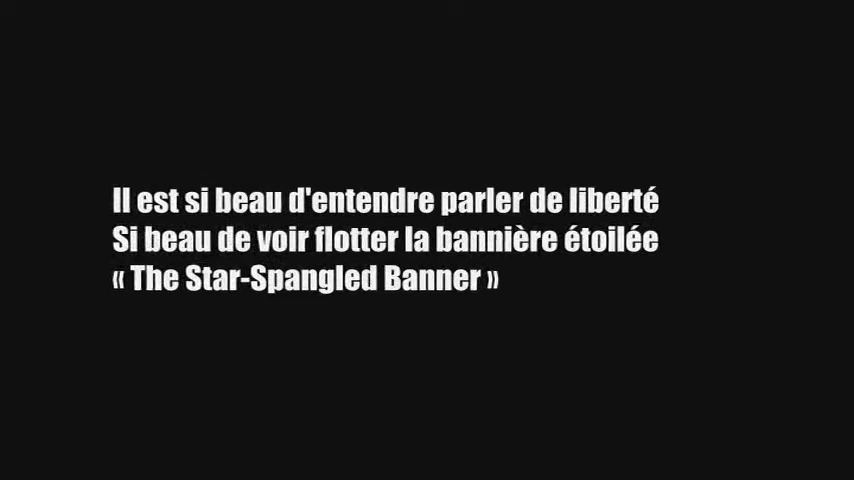 Il est si beau d'entendre parler de liberté
Si beau de voir flotter la bannière étoilée
« The Star-Spangled Banner »